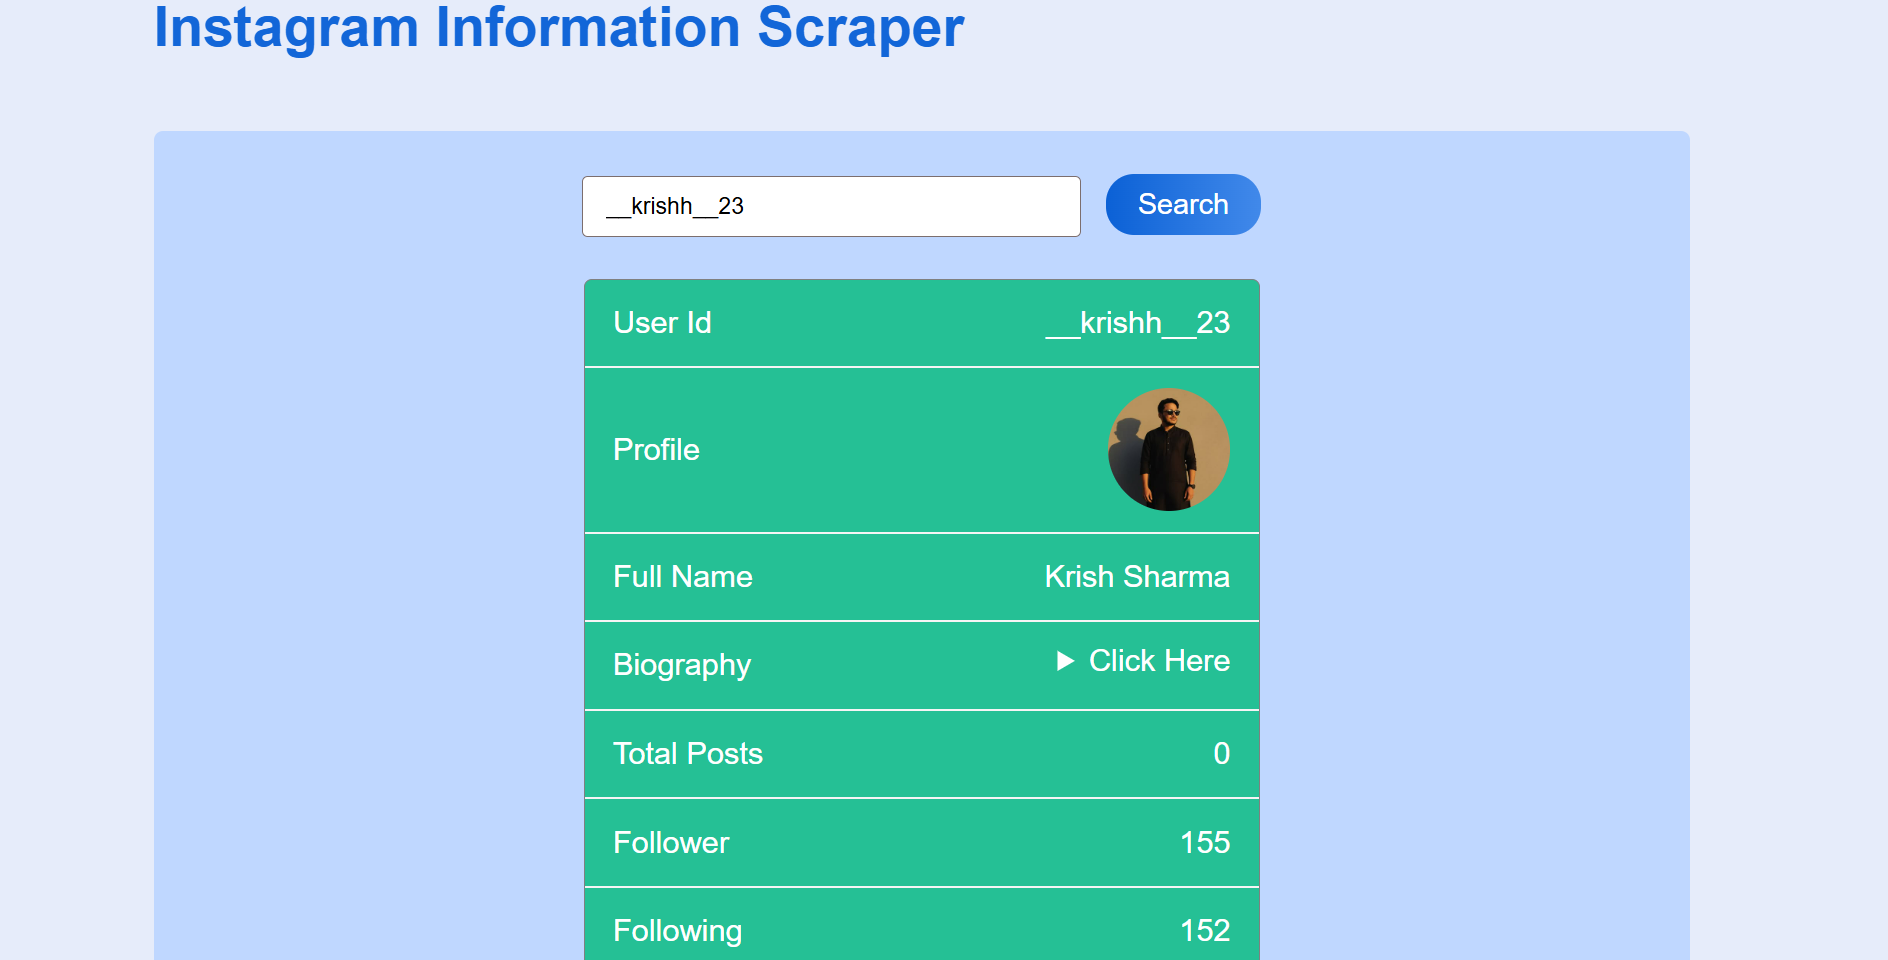 Instagram Information Scraper
__krishh__23
Search
User Id __krishh__23
Profile
Full Name Krish Sharma
Biography ▶ Click Here
Total Posts 0
Follower 155
Following 152